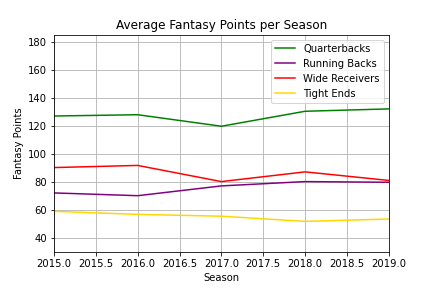 Average Fantasy Points per Season
Fantasy Points
180
160
140
120
100
80
60
40
Quarterbacks
Running Backs
Wide Receivers
Tight Ends
2015.0 2015.5 2016.0 2016.5 2017.0 2017.5 2018.0 2018.5 2019.0
Season